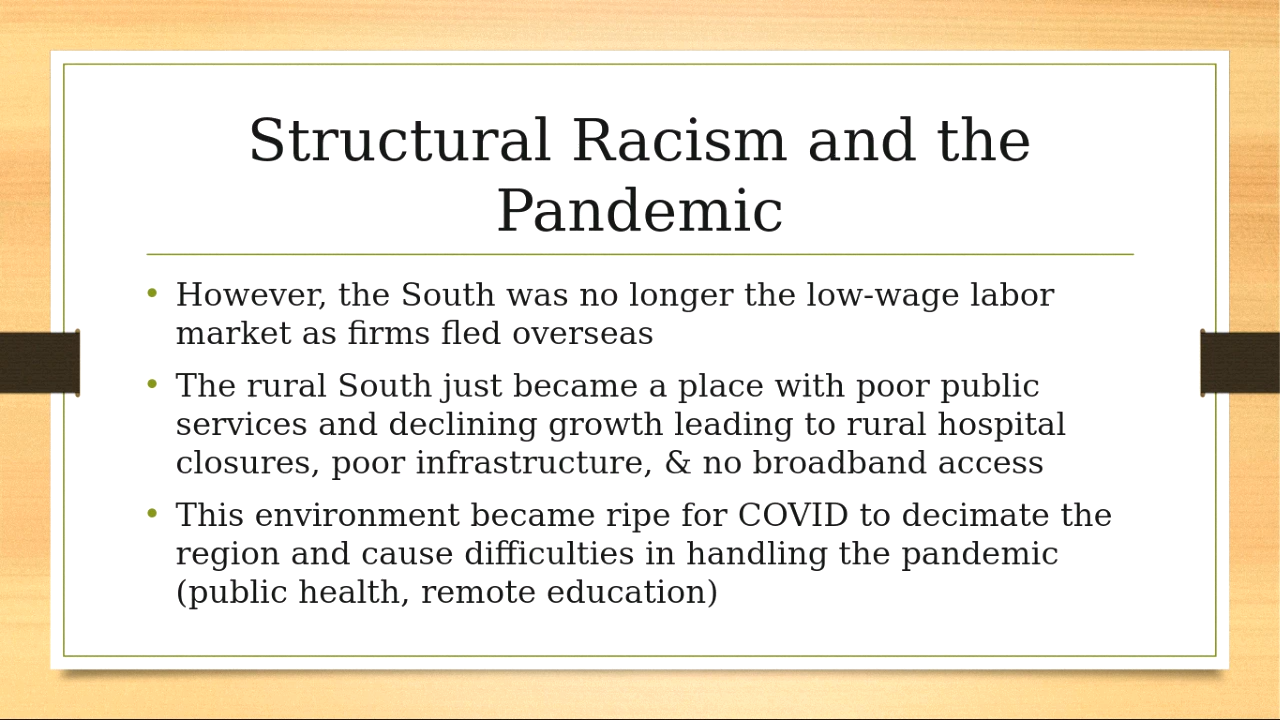 Structural Racism and the
Pandemic
• However, the South was no longer the low-wage labor
market as firms fled overseas
• The rural South just became a place with poor public
services and declining growth leading to rural hospital
closures, poor infrastructure, & no broadband access
• This environment became ripe for COVID to decimate the
region and cause difficulties in handling the pandemic
(public health, remote education)